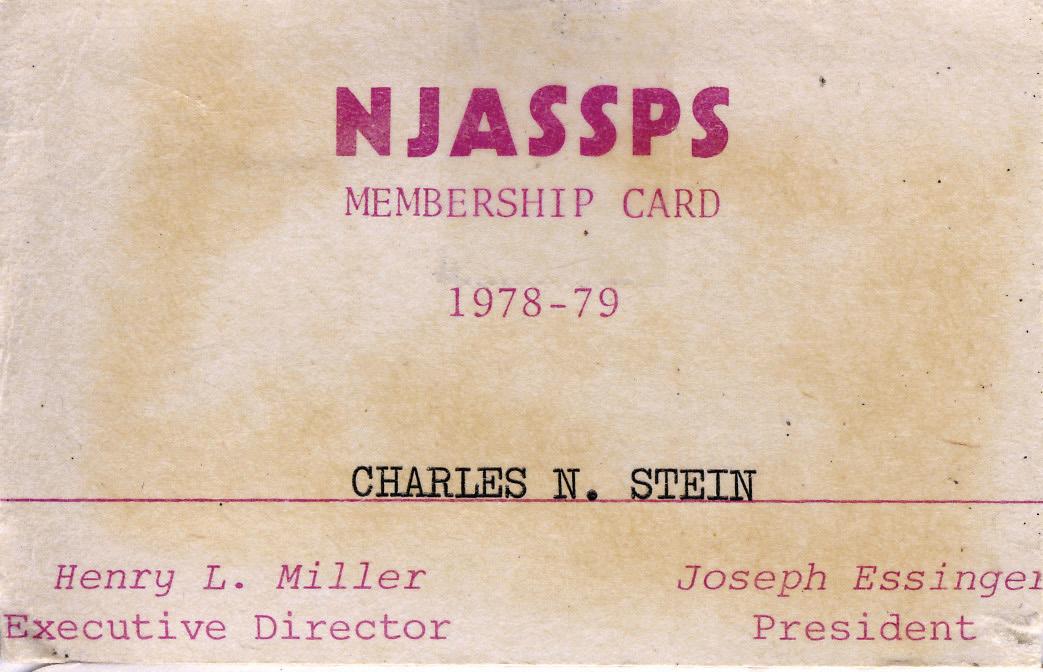 NJASSPS
MEMBERSHIP CARD
1978-79
CHARLES N. STEIN
Henry L. Miller Joseph Essinger
Executive Director President